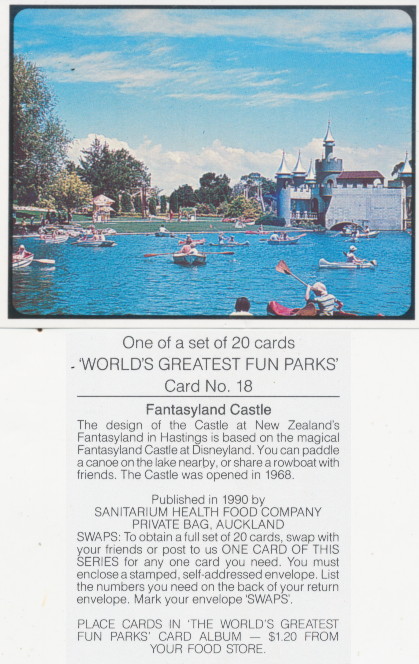 One of a set of 20 cards
'WORLD'S GREATEST FUN PARKS'
Card No. 18
Fantasyland Castle
The design of the Castle at New Zealand's
Fantasyland in Hastings is based on the magical
Fantasyland Castle at Disneyland. You can paddle
a canoe on the lake nearby, or share a rowboat with
friends. The Castle was opened in 1968.
Published in 1990 by
SANITARIUM HEALTH FOOD COMPANY
PRIVATE BAG, AUCKLAND
SWAPS: To obtain a full set of 20 cards, swap with
your friends or post to us ONE CARD OF THIS
SERIES for any one card you need. You must
enclose a stamped, self-addressed envelope. List
the numbers you need on the back of your return
envelope. Mark your envelope 'SWAPS'.
PLACE CARDS IN 'THE WORLD'S GREATEST
FUN PARKS' CARD ALBUM — $1.20 FROM
YOUR FOOD STORE.